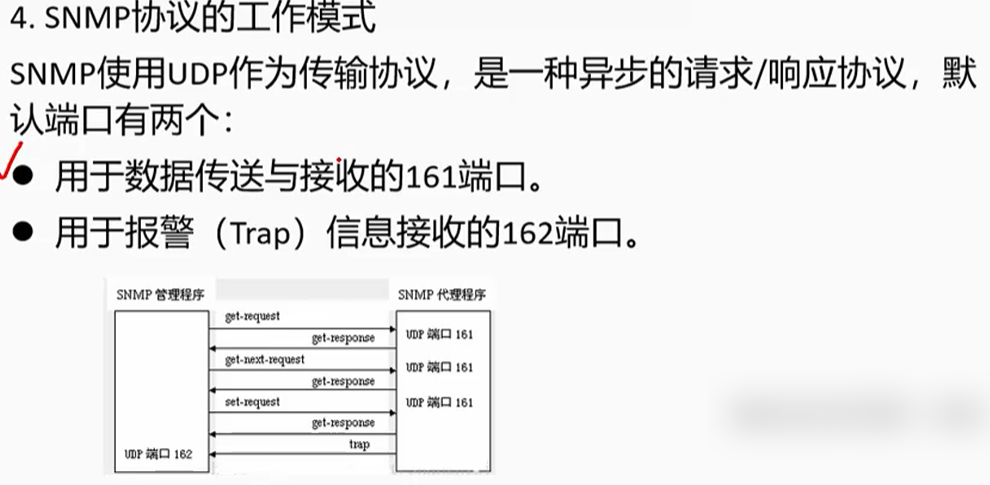 4. SNMP协议的工作模式
SNMP使用UDP作为传输协议，是一种异步的请求/响应协议，默
认端口有两个：
● 用于数据传送与接收的161端口。
● 用于报警（Trap）信息接收的162端口。
SNMP 管理程序
SNMP 代理程序
get-request
UDP 端口 161
get-response
get-next-request
UDP 端口 161
get-response
set-request
UDP 端口 161
get-response
trap
UDP 端口 162